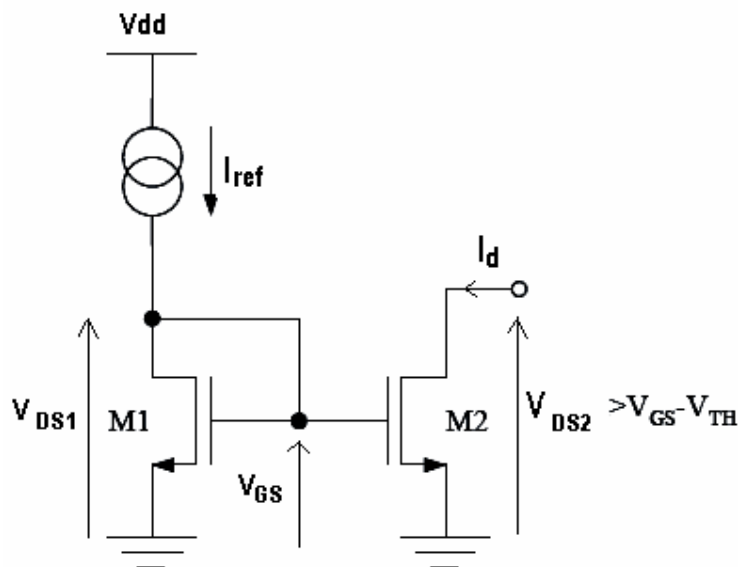 Vdd
Iref
Id
VDS1
M1
VGS
M2
VDS2 >VGS-VTH